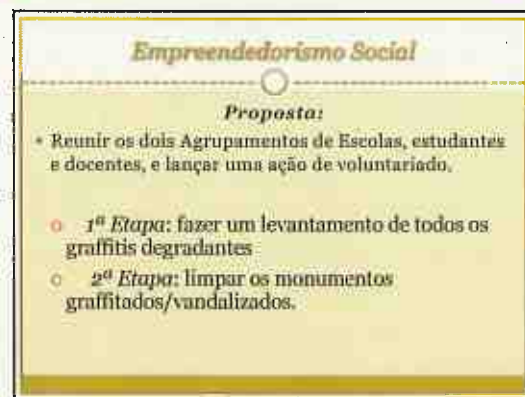 Empreendedorismo Social
Proposta:
• Reunir os dois Agrupamentos de Escolas, estudantes
e docentes, e lançar uma ação de voluntariado.
○ 1ª Etapa: fazer um levantamento de todos os
graffitis degradantes
○ 2ª Etapa: limpar os monumentos
graffitados/vandalizados.